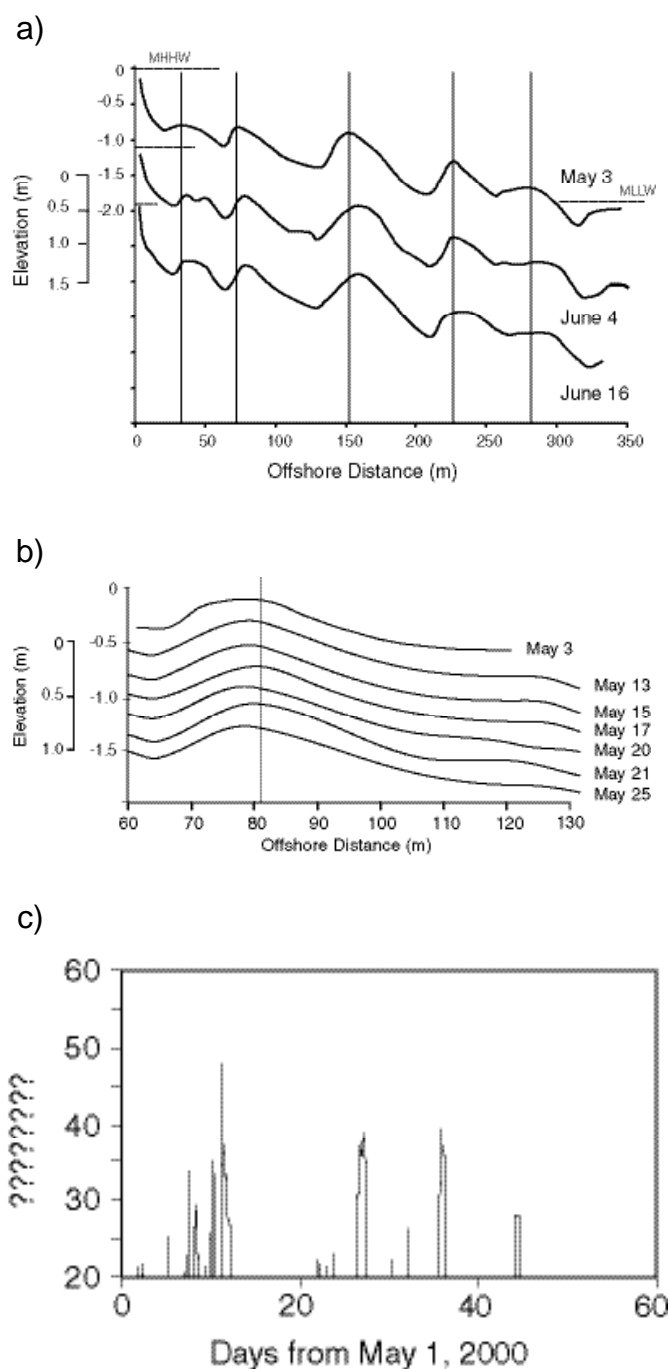 a)
MHHW
0
-0.5
-1.0
-1.5
-2.0
0
0.5
1.0
1.5
Elevation (m)
May 3
MLLW
June 4
June 16
0 50 100 150 200 250 300 350
Offshore Distance (m)
b)
0
-0.5
-1.0
-1.5
0
0.5
1.0
Elevation (m)
May 3
May 13
May 15
May 17
May 20
May 21
May 25
60 70 80 90 100 110 120 130
Offshore Distance (m)
c)
60
50
40
30
20
?????????
0 20 40 60
Days from May 1, 2000